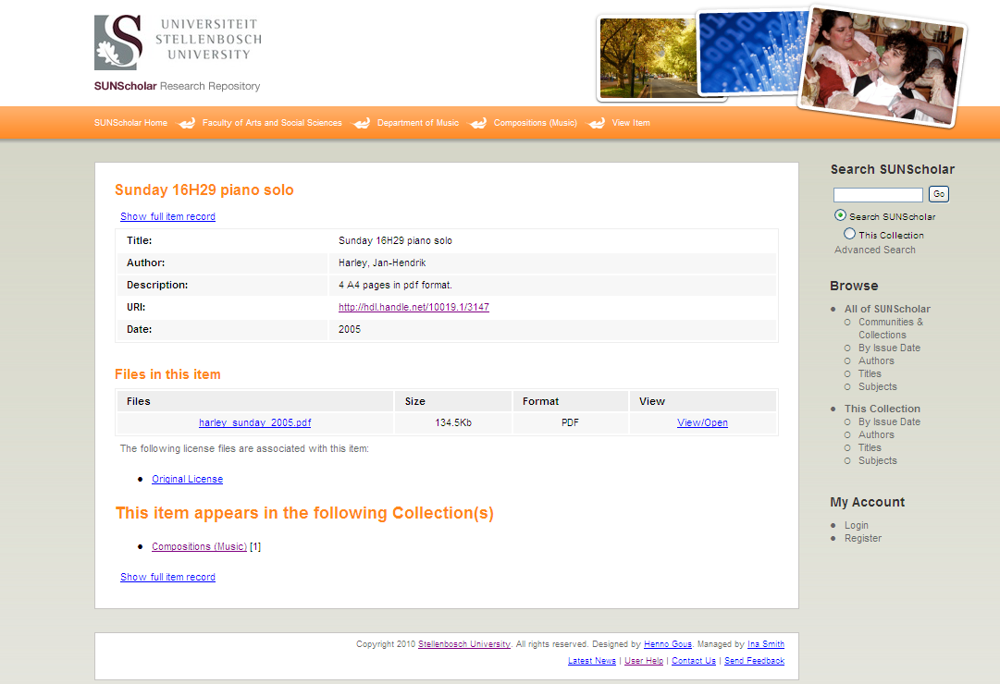 UNIVERSITEIT
STELLENBOSCH
UNIVERSITY
SUNScholar Research Repository
SUNScholar Home Faculty of Arts and Social Sciences Department of Music Compositions (Music) View Item
Sunday 16H29 piano solo
Show full item record
Title: Sunday 16H29 piano solo
Author: Harley, Jan-Hendrik
Description: 4 A4 pages in pdf format.
URI: http://hdl.handle.net/10019.1/3147
Date: 2005
Files in this item
Files Size Format View
harley_sunday_2005.pdf 134.5Kb PDF View/Open
The following license files are associated with this item:
Original License
This item appears in the following Collection(s)
Compositions (Music) [1]
Show full item record
Search SUNScholar
Go
Search SUNScholar
This Collection
Advanced Search
Browse
All of SUNScholar
Communities &
Collections
By Issue Date
Authors
Titles
Subjects
This Collection
By Issue Date
Authors
Titles
Subjects
My Account
Login
Register
Copyright 2010 Stellenbosch University. All rights reserved. Designed by Henno Gous. Managed by Ina Smith
Latest News | User Help | Contact Us | Send Feedback